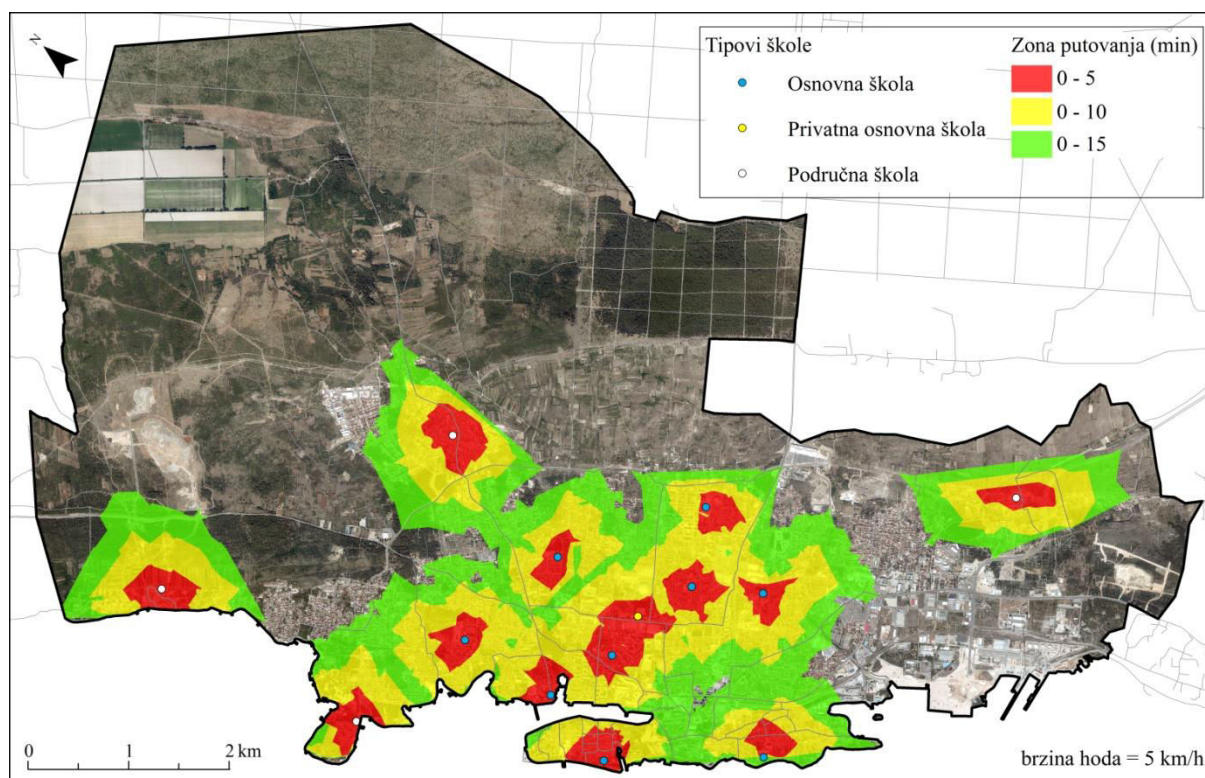 N
Tipovi škole
Osnovna škola
Privatna osnovna škola
Područna škola
Zona putovanja (min)
0 - 5
0 - 10
0 - 15
0 1 2 km
brzina hoda = 5 km/h